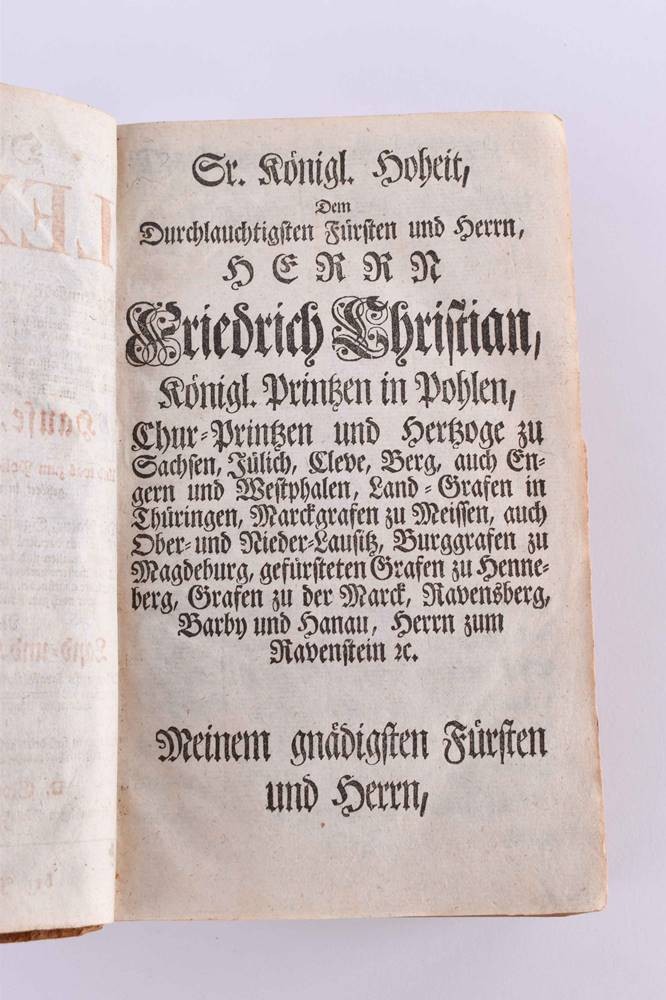 Sr. Königl. Hoheit,
Dem
Durchlauchtigsten Fürsten und Herrn,
HERRN
Friedrich Christian,
Königl. Printzen in Pohlen,
Chur-Printzen und Hertzoge zu
Sachsen, Jülich, Cleve, Berg, auch En-
gern und Westphalen, Land-Grafen in
Thüringen, Marckgrafen zu Meissen, auch
Ober- und Nieder-Lausitz, Burggrafen zu
Magdeburg, gefürsteten Grafen zu Henne-
berg, Grafen zu der Marck, Ravensberg,
Barby und Hanau, Herrn zum
Ravenstein ꝛc.
Meinem gnädigsten Fürsten
und Herrn,